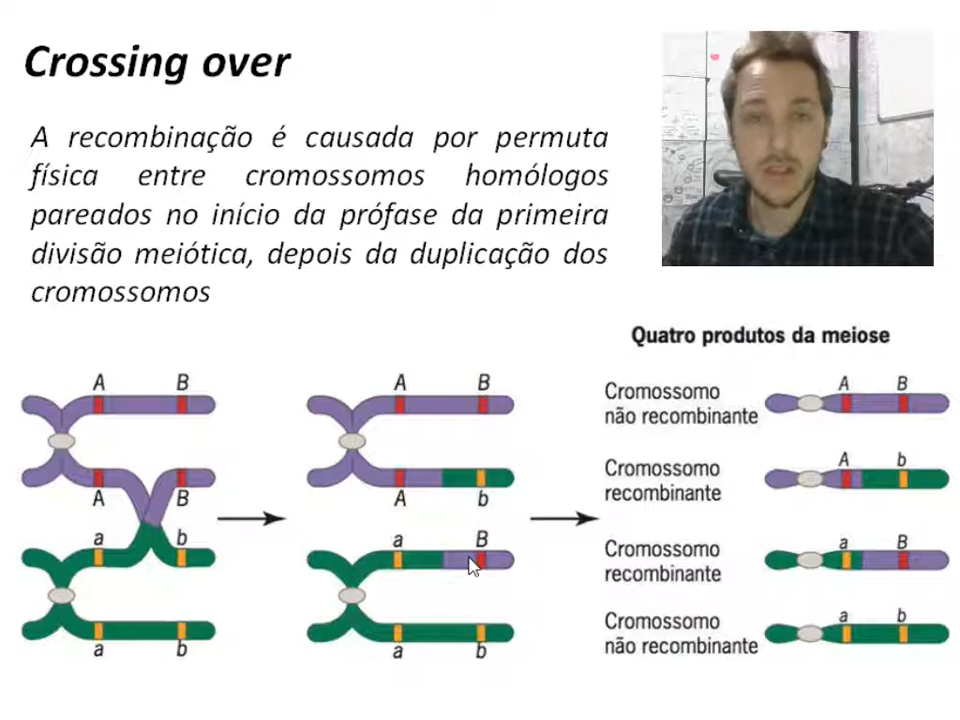 Crossing over
A recombinação é causada por permuta
física entre cromossomos homólogos
pareados no início da prófase da primeira
divisão meiótica, depois da duplicação dos
cromossomos
Quatro produtos da meiose
A B
A B
a b
a b
A B
A b
a B
a b
Cromossomo
não recombinante
A B
Cromossomo
recombinante
A b
Cromossomo
recombinante
a B
Cromossomo
não recombinante
a b